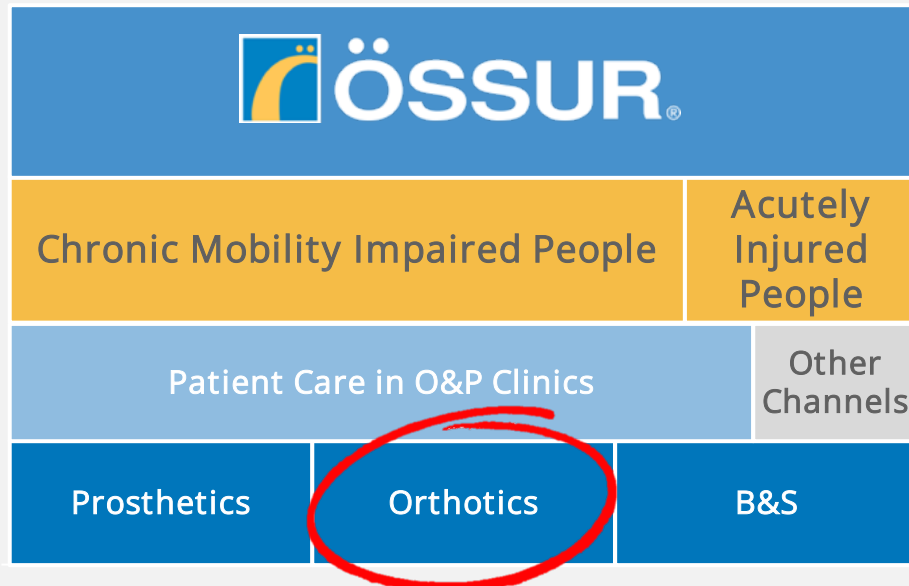 ÖSSUR®
Chronic Mobility Impaired People
Acutely
Injured
People
Patient Care in O&P Clinics
Other
Channels
Prosthetics
Orthotics
B&S